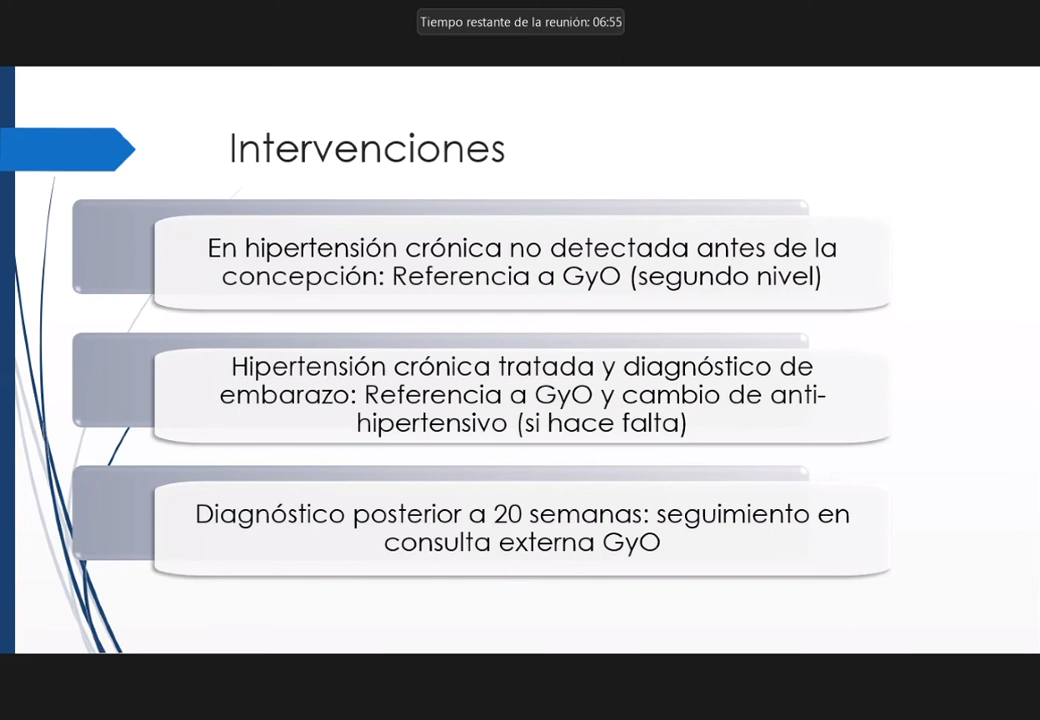 Tiempo restante de la reunión: 06:55
Intervenciones
En hipertensión crónica no detectada antes de la
concepción: Referencia a GyO (segundo nivel)
Hipertensión crónica tratada y diagnóstico de
embarazo: Referencia a GyO y cambio de anti-
hipertensivo (si hace falta)
Diagnóstico posterior a 20 semanas: seguimiento en
consulta externa GyO